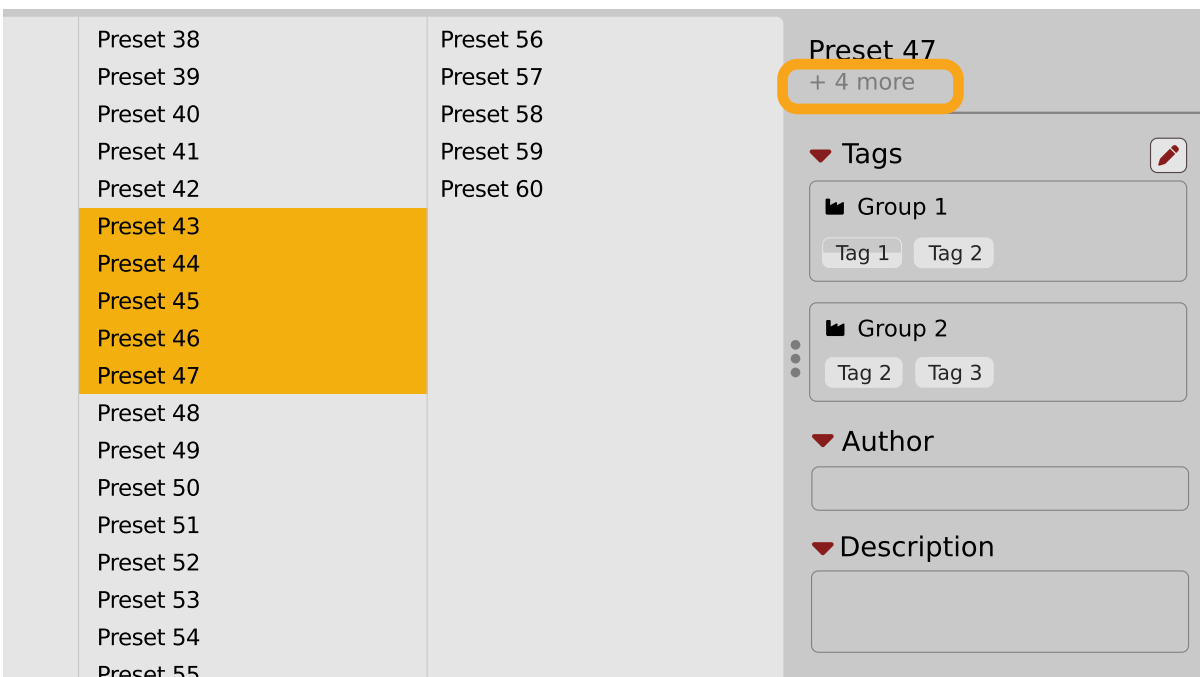 Preset 38
Preset 39
Preset 40
Preset 41
Preset 42
Preset 43
Preset 44
Preset 45
Preset 46
Preset 47
Preset 48
Preset 49
Preset 50
Preset 51
Preset 52
Preset 53
Preset 54
Preset 55
Preset 56
Preset 57
Preset 58
Preset 59
Preset 60
Preset 47
+ 4 more
Tags
Group 1
Tag 1 Tag 2
Group 2
Tag 2 Tag 3
Author
Description